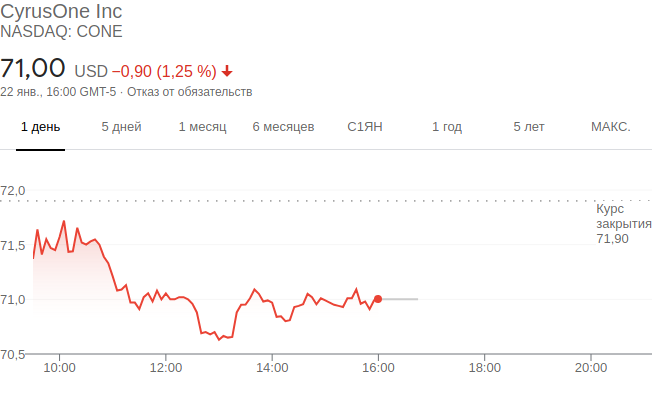 CyrusOne Inc
NASDAQ: CONE
71,00 USD −0,90 (1,25 %)
22 янв., 16:00 GMT-5 · Отказ от обязательств
1 день 5 дней 1 месяц 6 месяцев С1ЯН 1 год 5 лет МАКС.
72,0
Курс
закрытия
71,90
71,5
71,0
70,5
10:00 12:00 14:00 16:00 18:00 20:00